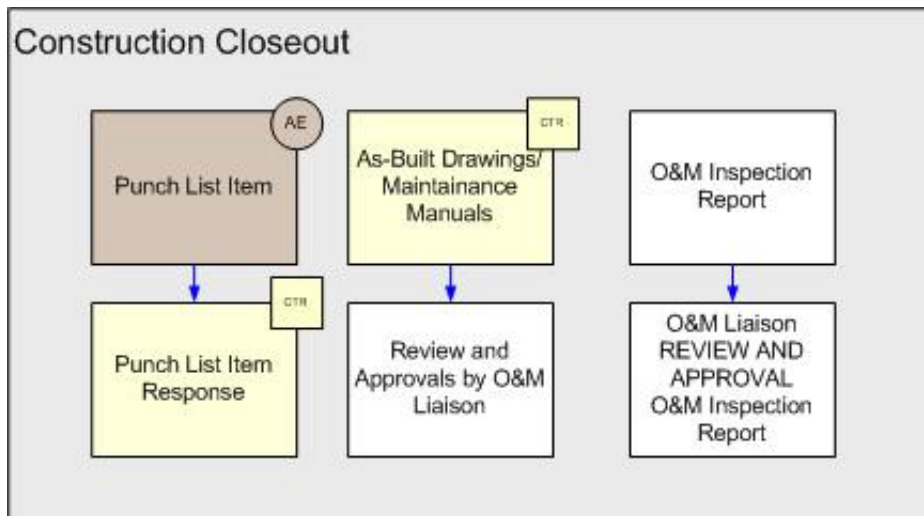 Construction Closeout
AE
Punch List Item
CTR
As-Built Drawings/
Maintainance
Manuals
O&M Inspection
Report
CTR
Punch List Item
Response
Review and
Approvals by O&M
Liaison
O&M Liaison
REVIEW AND
APPROVAL
O&M Inspection
Report